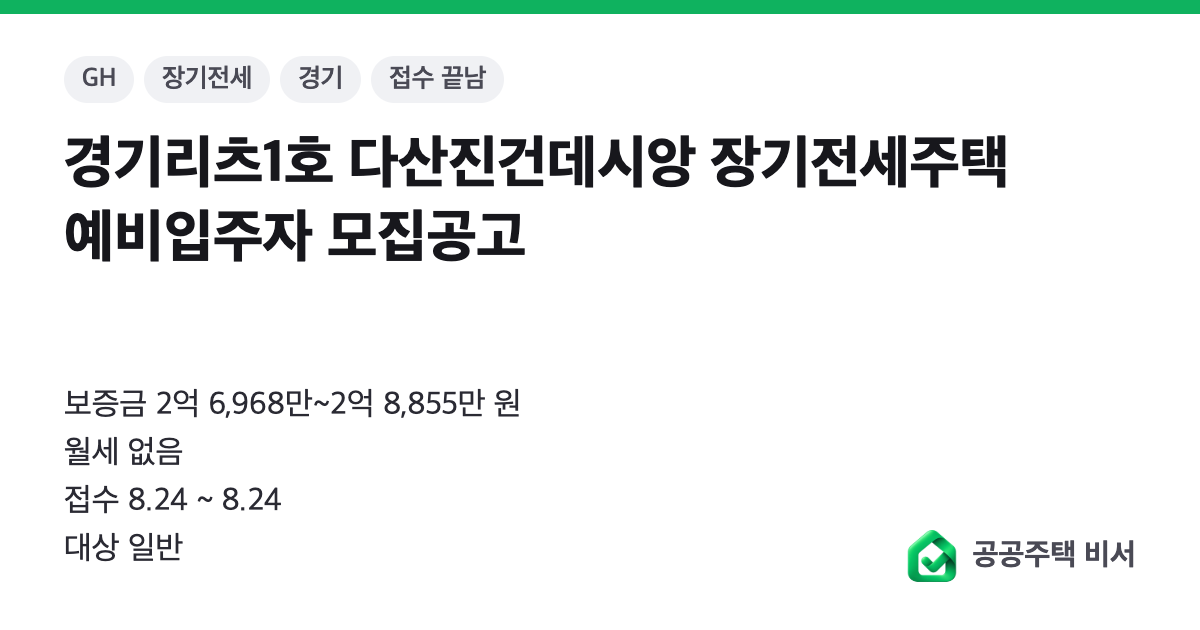 GH 장기전세 경기 접수 끝남
경기리츠1호 다산진건데시앙 장기전세주택
예비입주자 모집공고
보증금 2억 6,968만~2억 8,855만 원
월세 없음
접수 8.24 ~ 8.24
대상 일반
공공주택 비서